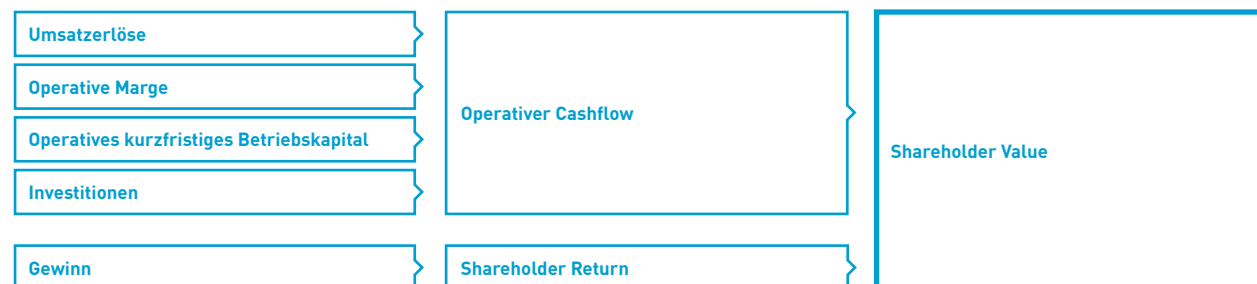 Umsatzerlöse
Operative Marge
Operatives kurzfristiges Betriebskapital
Investitionen
Operativer Cashflow
Gewinn
Shareholder Return
Shareholder Value